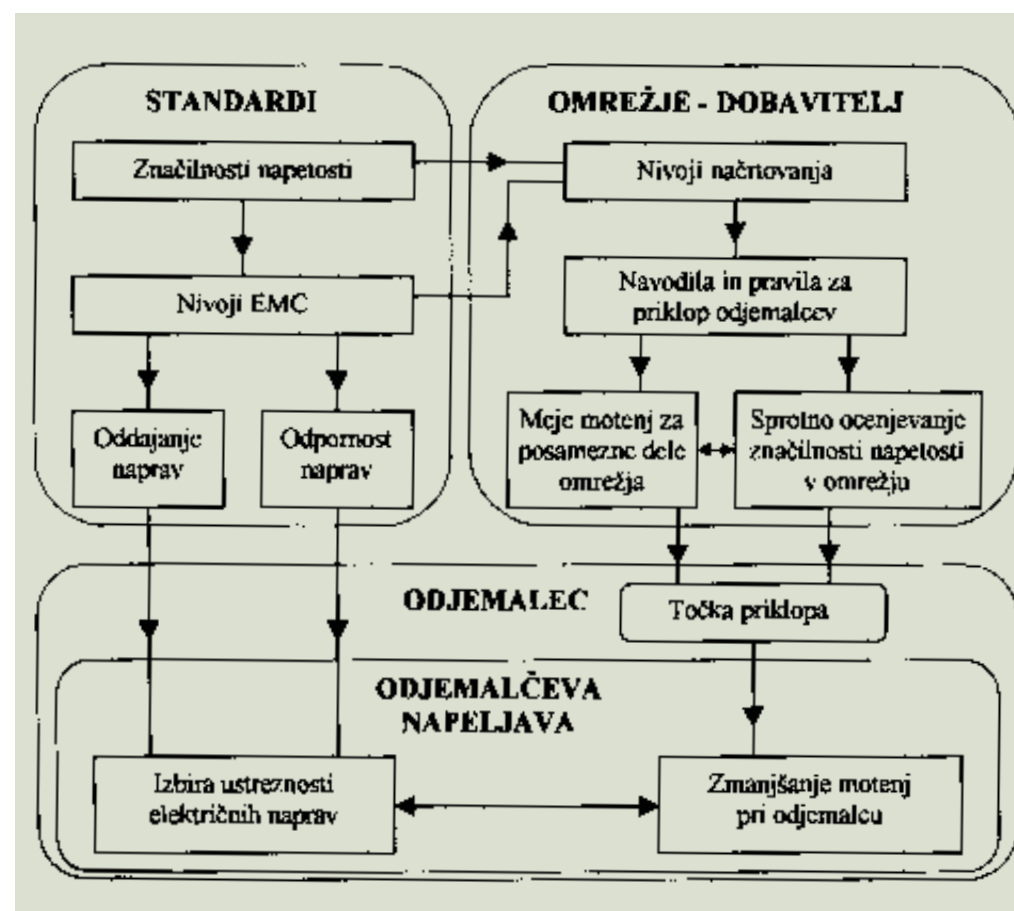 STANDARDI
Značilnosti napetosti
Nivoji EMC
Oddajanje
naprav
Odpornost
naprav
OMREŽJE - DOBAVITELJ
Nivoji načrtovanja
Navodila in pravila za
priklop odjemalcev
Meje motenj za
posamezne dele
omrežja
Sprotno ocenjevanje
značilnosti napetosti
v omrežju
ODJEMALEC
Točka priklopa
ODJEMALČEVA
NAPELJAVA
Izbira ustreznosti
električnih naprav
Zmanjšanje motenj
pri odjemalcu